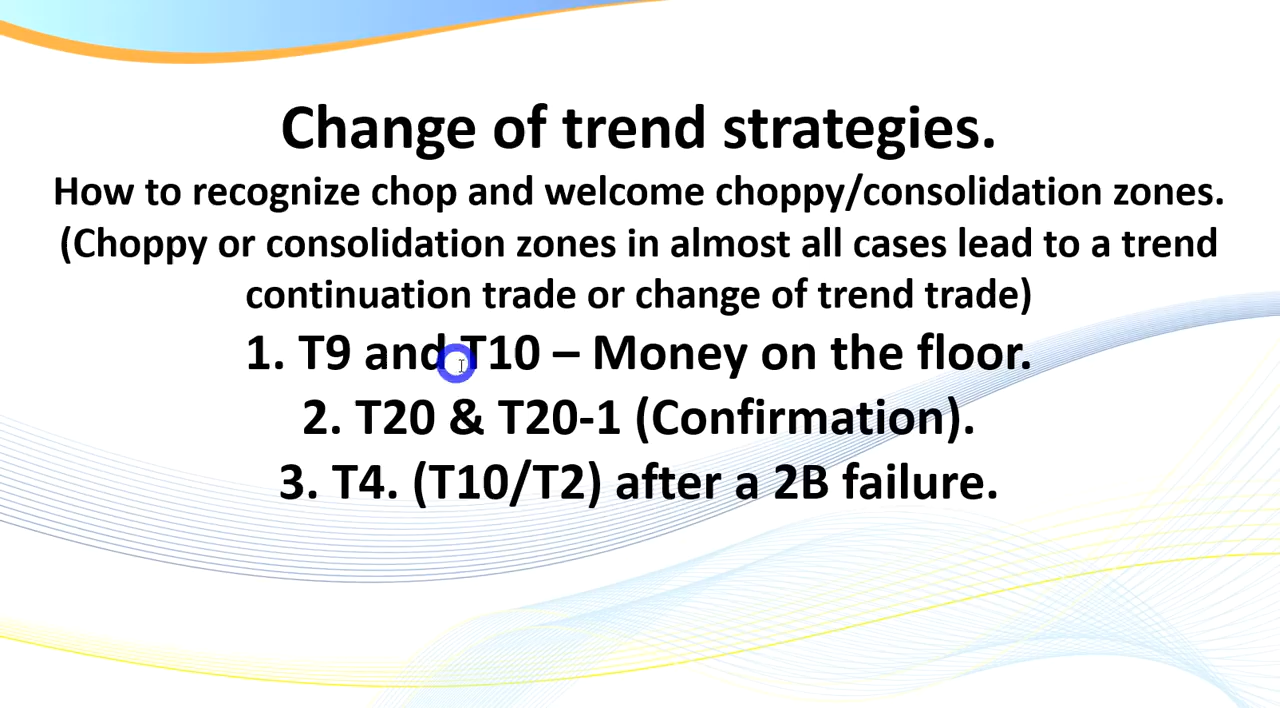 Change of trend strategies.
How to recognize chop and welcome choppy/consolidation zones.
(Choppy or consolidation zones in almost all cases lead to a trend
continuation trade or change of trend trade)
1. T9 and T10 – Money on the floor.
2. T20 & T20-1 (Confirmation).
3. T4. (T10/T2) after a 2B failure.